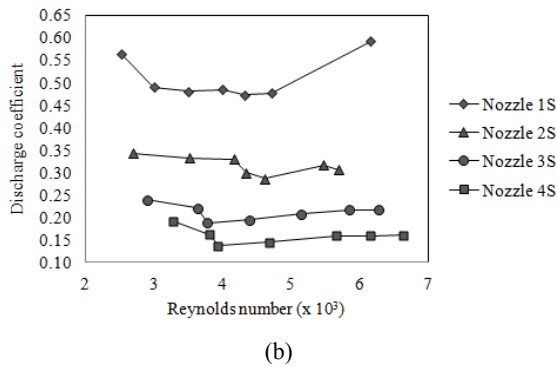 0.65
0.60
0.55
0.50
0.45
0.40
0.35
0.30
0.25
0.20
0.15
0.10
Discharge coefficient
2 3 4 5 6 7
Reynolds number (x 10³)
Nozzle 1S
Nozzle 2S
Nozzle 3S
Nozzle 4S
(b)